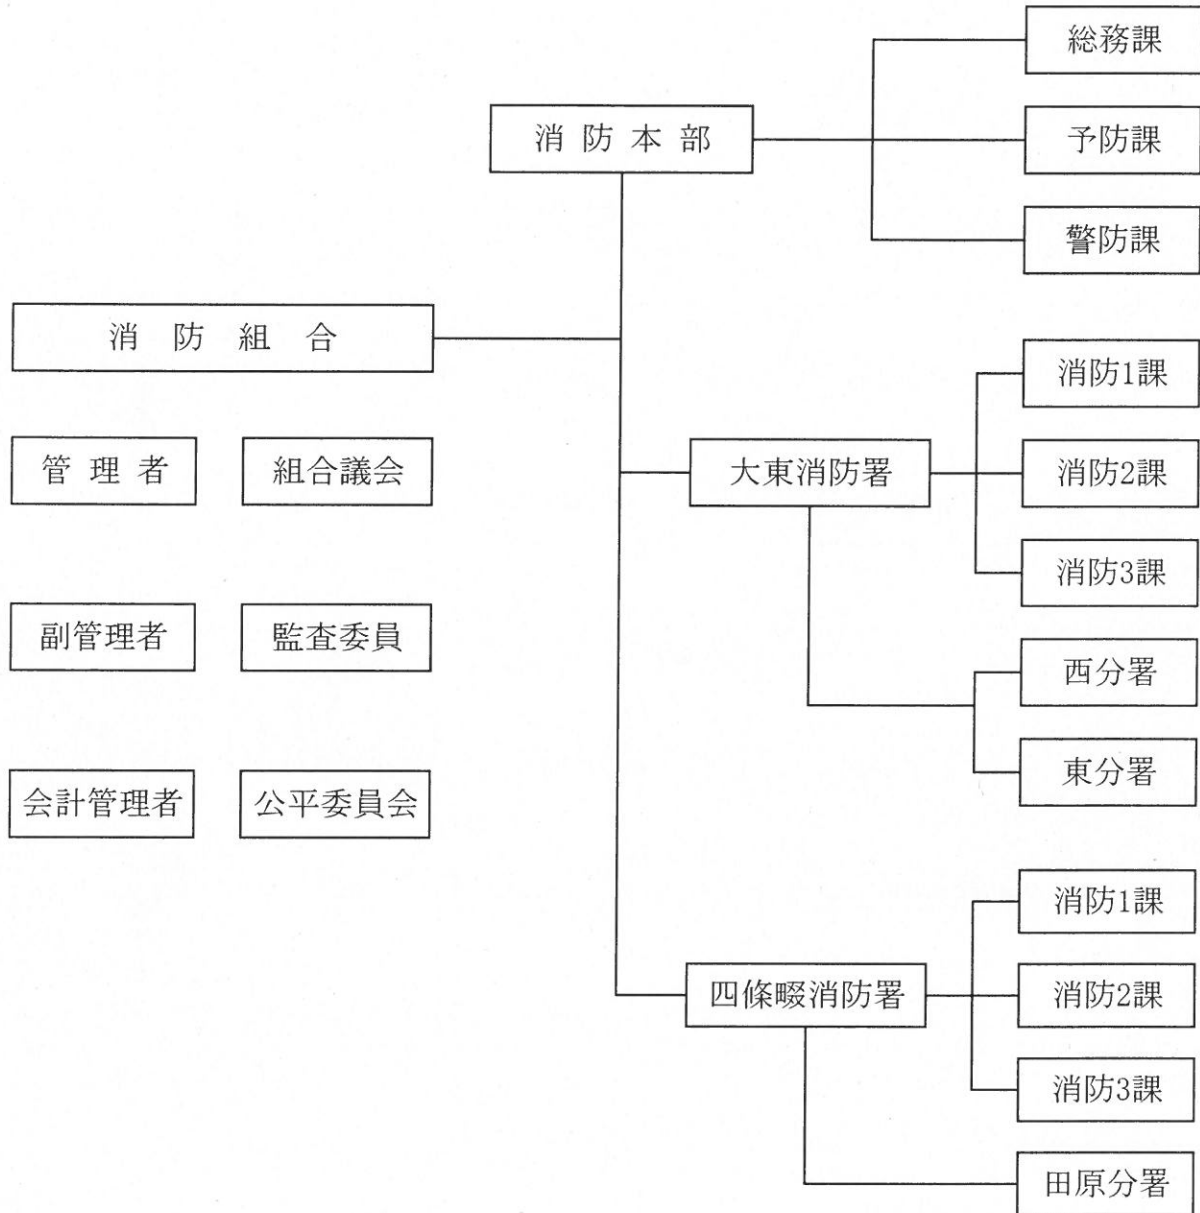 総務課
消防本部
予防課
警防課
消防組合
消防1課
管理者
組合議会
大東消防署
消防2課
消防3課
副管理者
監査委員
西分署
東分署
会計管理者
公平委員会
消防1課
四條畷消防署
消防2課
消防3課
田原分署